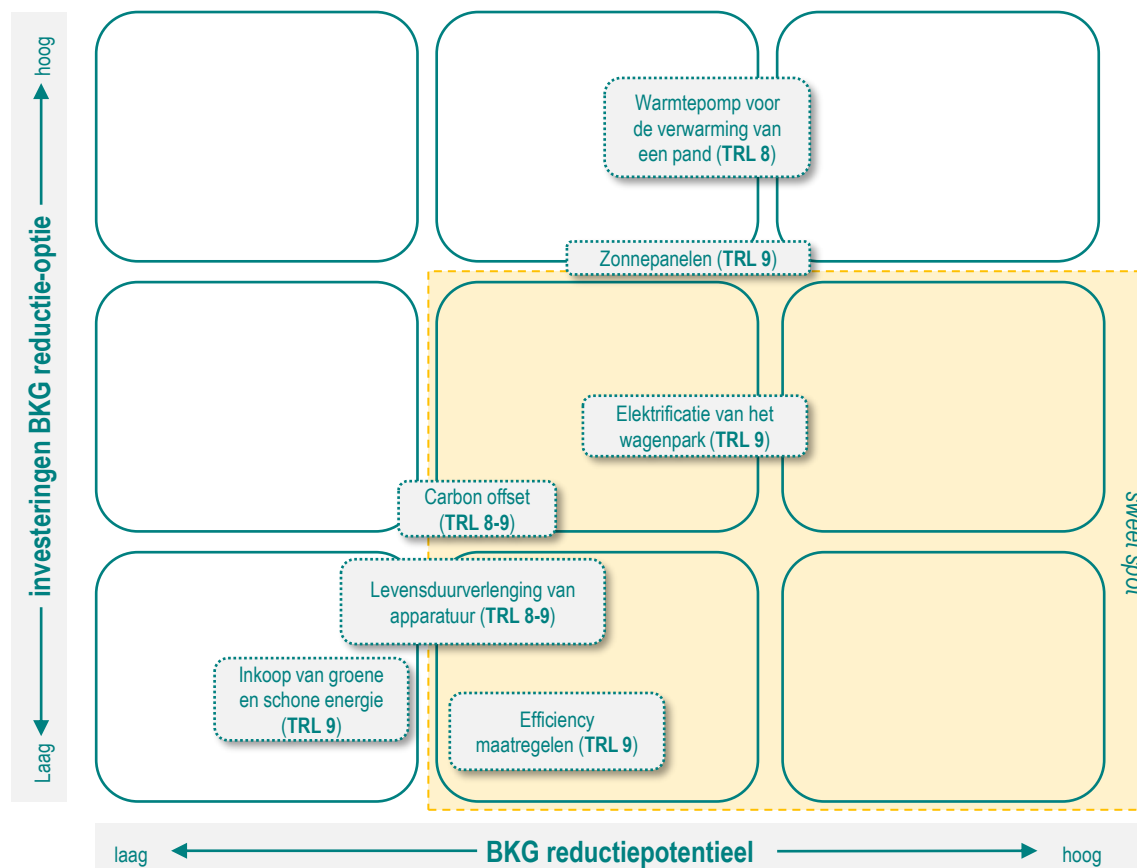 hoog
investeringen BKG reductie-optie
Laag
Warmtepomp voor
de verwarming van
een pand (TRL 8)
Zonnepanelen (TRL 9)
Elektrificatie van het
wagenpark (TRL 9)
Carbon offset
(TRL 8-9)
Levensduurverlenging van
apparatuur (TRL 8-9)
Inkoop van groene
en schone energie
(TRL 9)
Efficiency
maatregelen (TRL 9)
sweet spot
laag
BKG reductiepotentieel
hoog